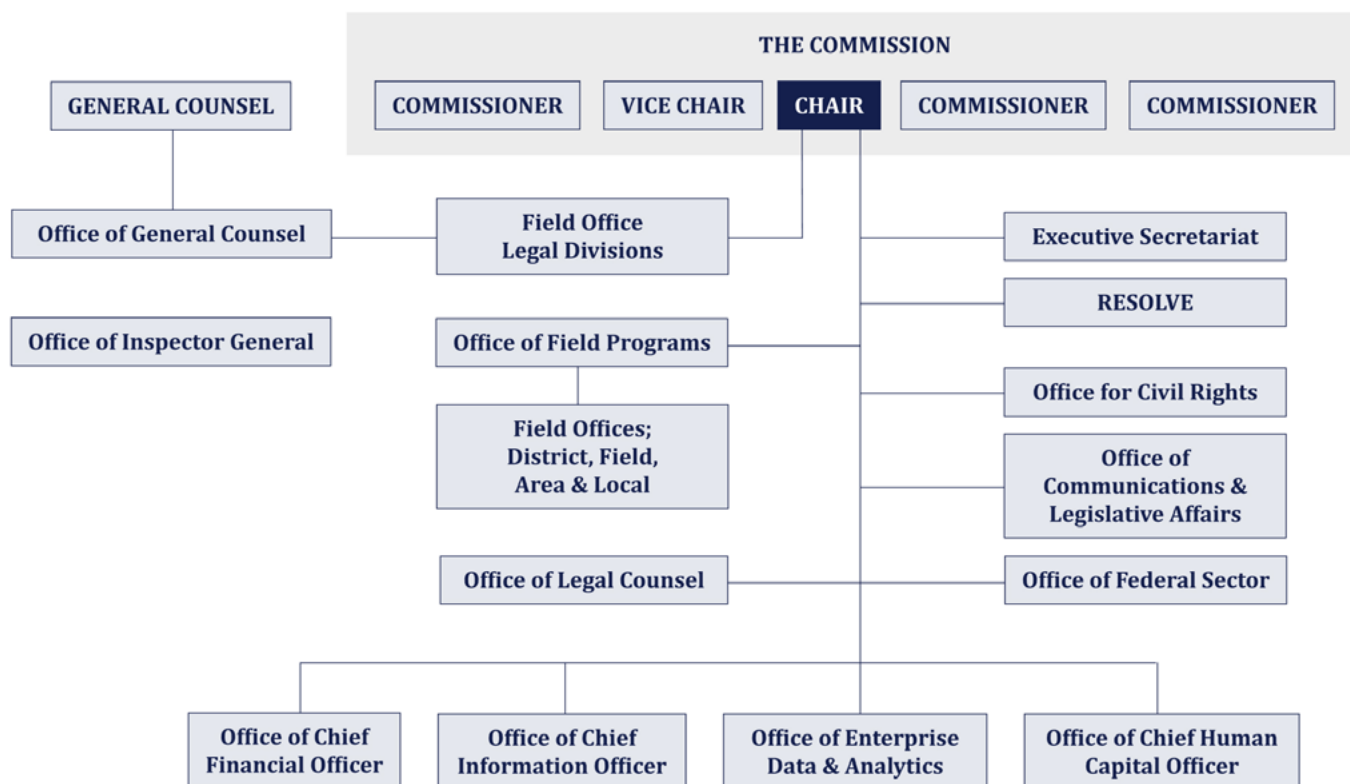 THE COMMISSION
GENERAL COUNSEL
COMMISSIONER
VICE CHAIR
CHAIR
COMMISSIONER
COMMISSIONER
Office of General Counsel
Field Office
Legal Divisions
Executive Secretariat
RESOLVE
Office of Inspector General
Office of Field Programs
Office for Civil Rights
Field Offices;
District, Field,
Area & Local
Office of
Communications &
Legislative Affairs
Office of Legal Counsel
Office of Federal Sector
Office of Chief
Financial Officer
Office of Chief
Information Officer
Office of Enterprise
Data & Analytics
Office of Chief Human
Capital Officer